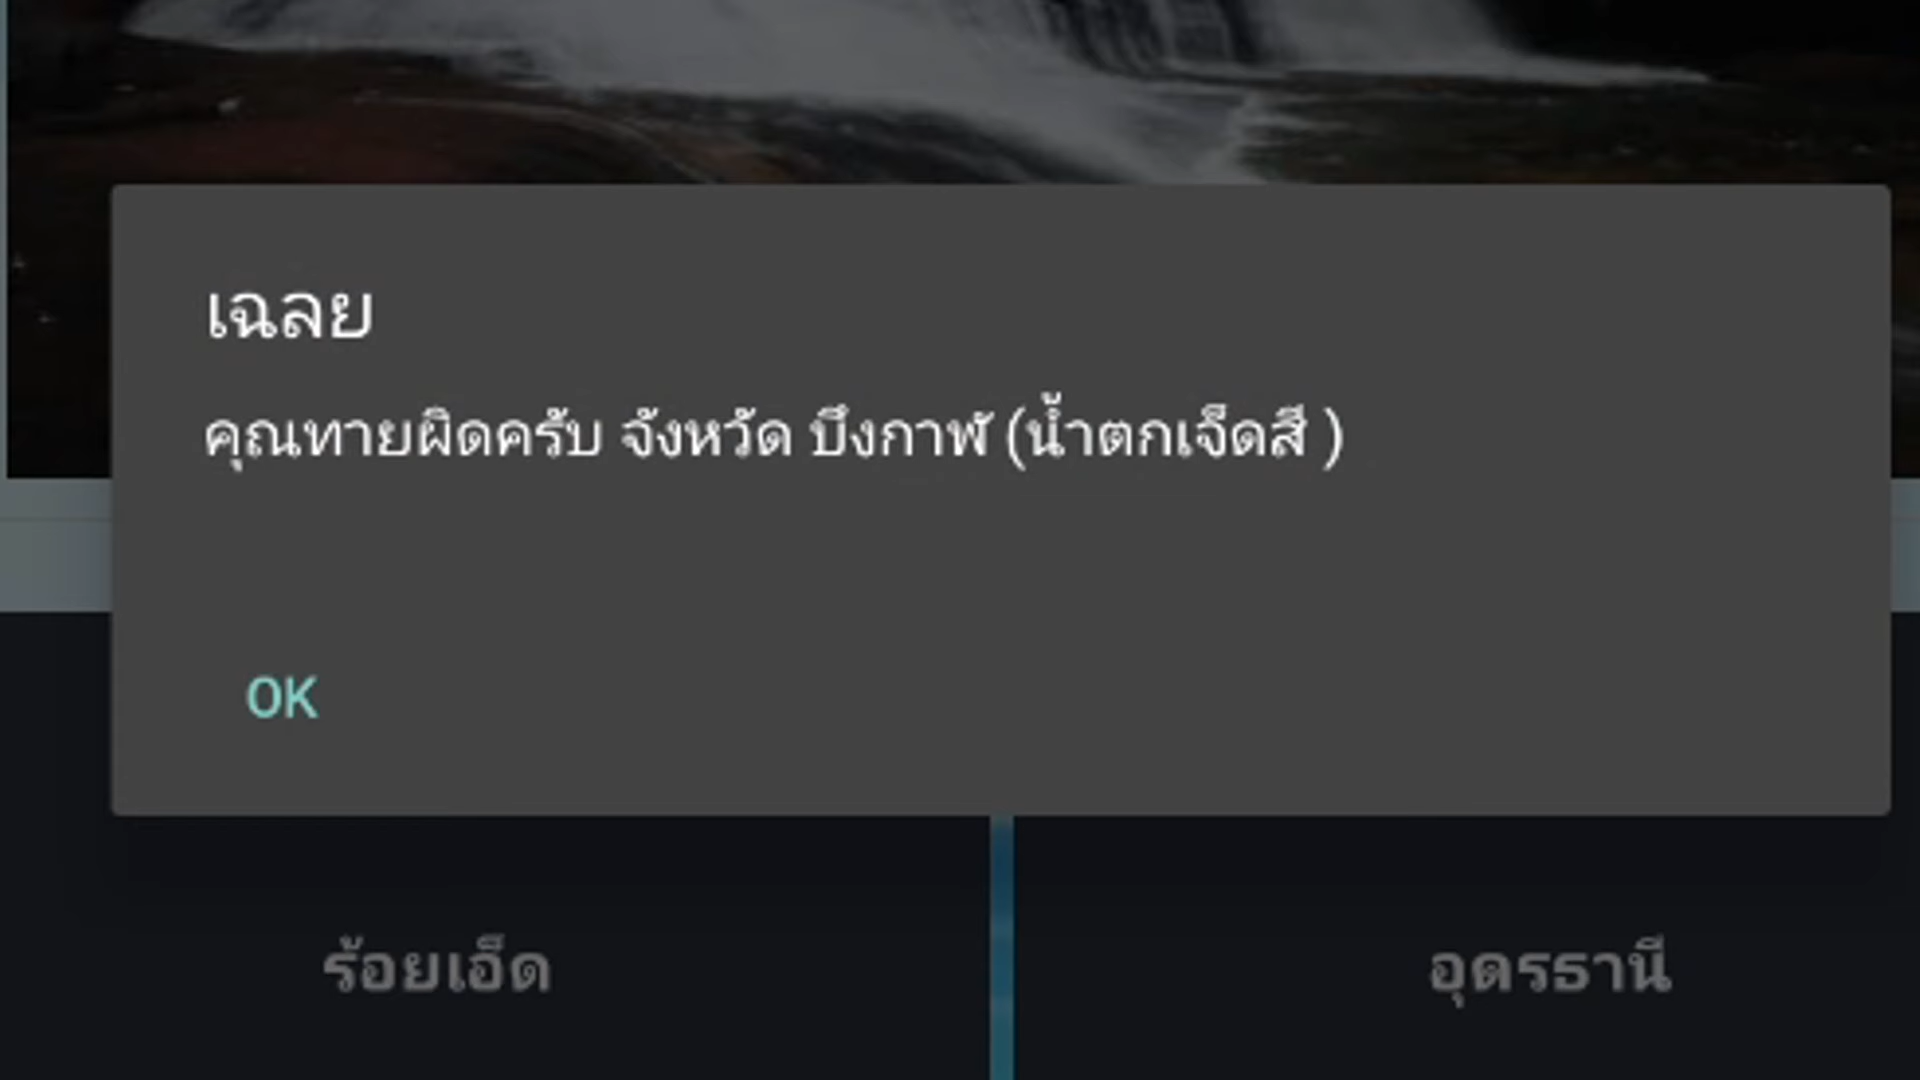 เฉลย
คุณทายผิดครับ จังหวัด บึงกาฬ (น้ำตกเจ็ดสี )
OK
ร้อยเอ็ด
อุดรธานี